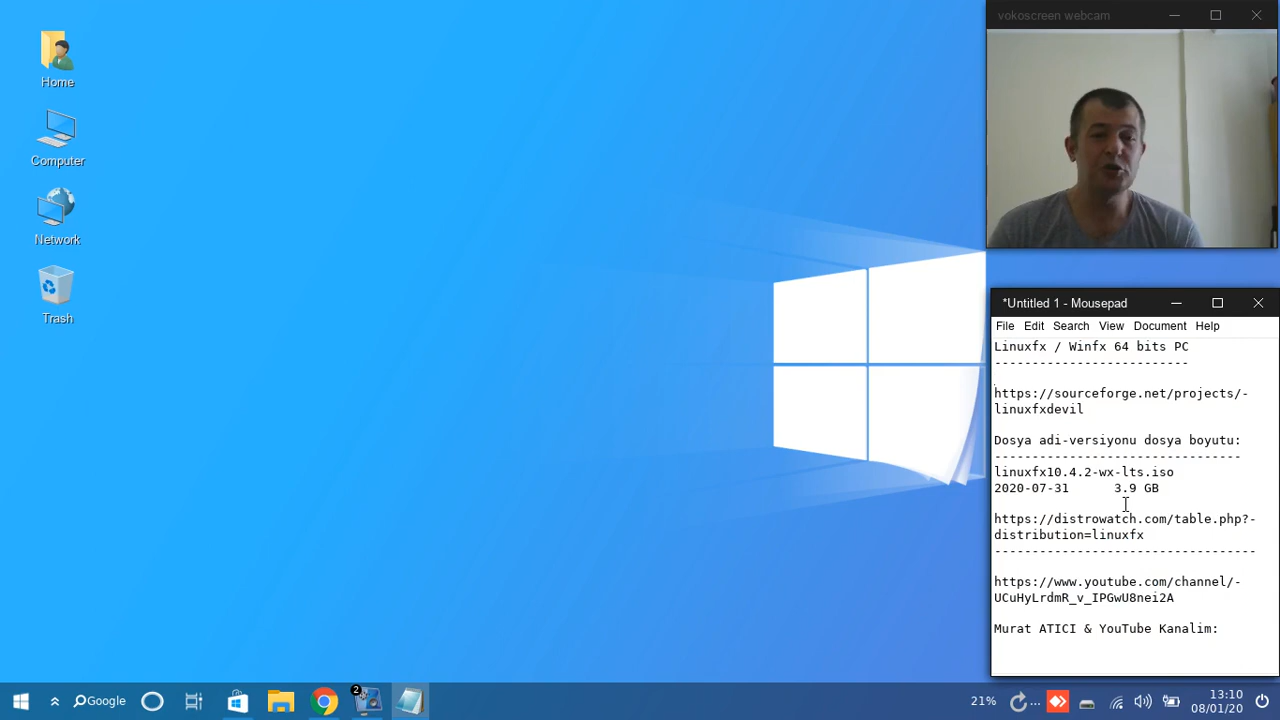 vokoscreen webcam
Home
Computer
Network
Trash
*Untitled 1 - Mousepad
File Edit Search View Document Help
Linuxfx / Winfx 64 bits PC
--------------------------
https://sourceforge.net/projects/-
linuxfxdevil
Dosya adi-versiyonu dosya boyutu:
---------------------------------
linuxfx10.4.2-wx-lts.iso
2020-07-31 3.9 GB
https://distrowatch.com/table.php?-
distribution=linuxfx
-----------------------------------
https://www.youtube.com/channel/-
UCuHyLrdmR_v_IPGwU8nei2A
Murat ATICI & YouTube Kanalim:
Google
2
21%
...
13:10
08/01/20